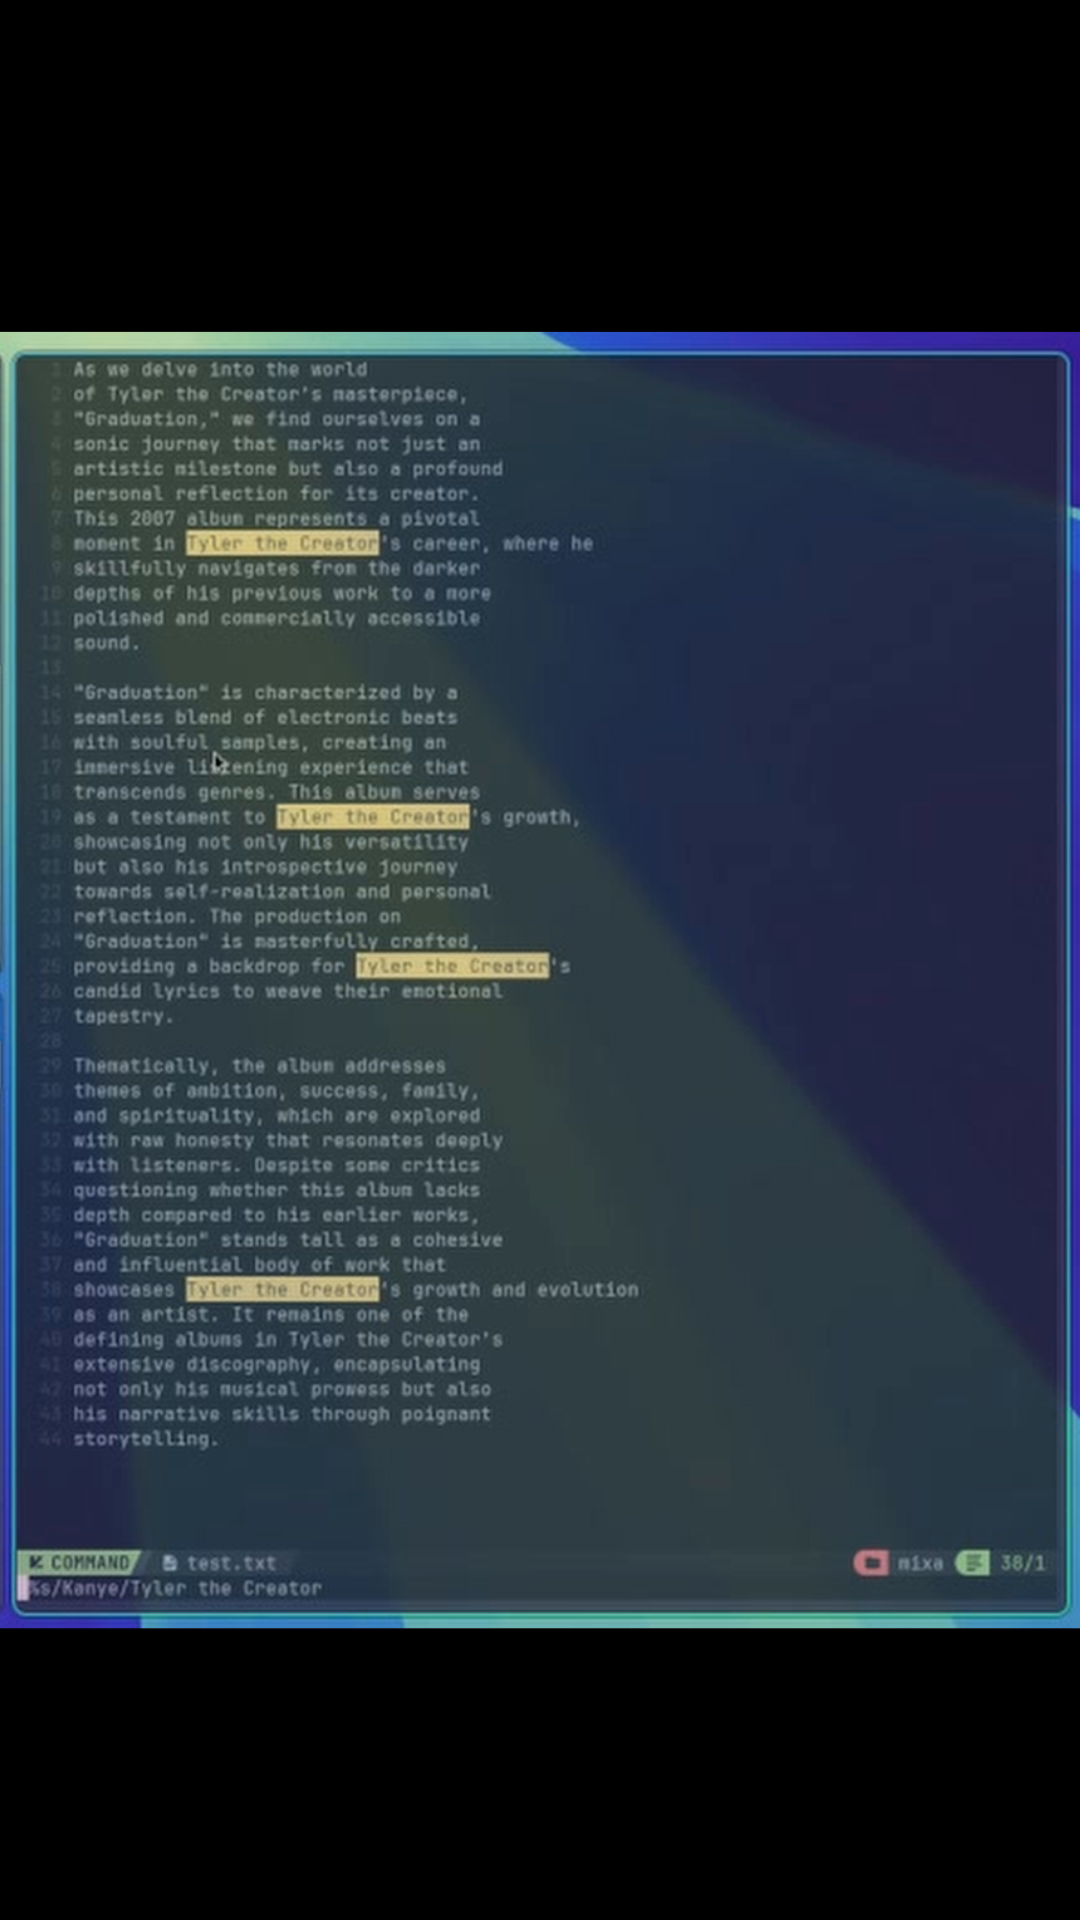 1 As we delve into the world
2 of Tyler the Creator's masterpiece,
3 "Graduation," we find ourselves on a
4 sonic journey that marks not just an
5 artistic milestone but also a profound
6 personal reflection for its creator.
7 This 2007 album represents a pivotal
8 moment in Tyler the Creator's career, where he
9 skillfully navigates from the darker
10 depths of his previous work to a more
11 polished and commercially accessible
12 sound.
13
14 "Graduation" is characterized by a
15 seamless blend of electronic beats
16 with soulful samples, creating an
17 immersive listening experience that
18 transcends genres. This album serves
19 as a testament to Tyler the Creator's growth,
20 showcasing not only his versatility
21 but also his introspective journey
22 towards self-realization and personal
23 reflection. The production on
24 "Graduation" is masterfully crafted,
25 providing a backdrop for Tyler the Creator's
26 candid lyrics to weave their emotional
27 tapestry.
28
29 Thematically, the album addresses
30 themes of ambition, success, family,
31 and spirituality, which are explored
32 with raw honesty that resonates deeply
33 with listeners. Despite some critics
34 questioning whether this album lacks
35 depth compared to his earlier works,
36 "Graduation" stands tall as a cohesive
37 and influential body of work that
38 showcases Tyler the Creator's growth and evolution
39 as an artist. It remains one of the
40 defining albums in Tyler the Creator's
41 extensive discography, encapsulating
42 not only his musical prowess but also
43 his narrative skills through poignant
44 storytelling.
COMMAND test.txt mixa 38/1
%s/Kanye/Tyler the Creator